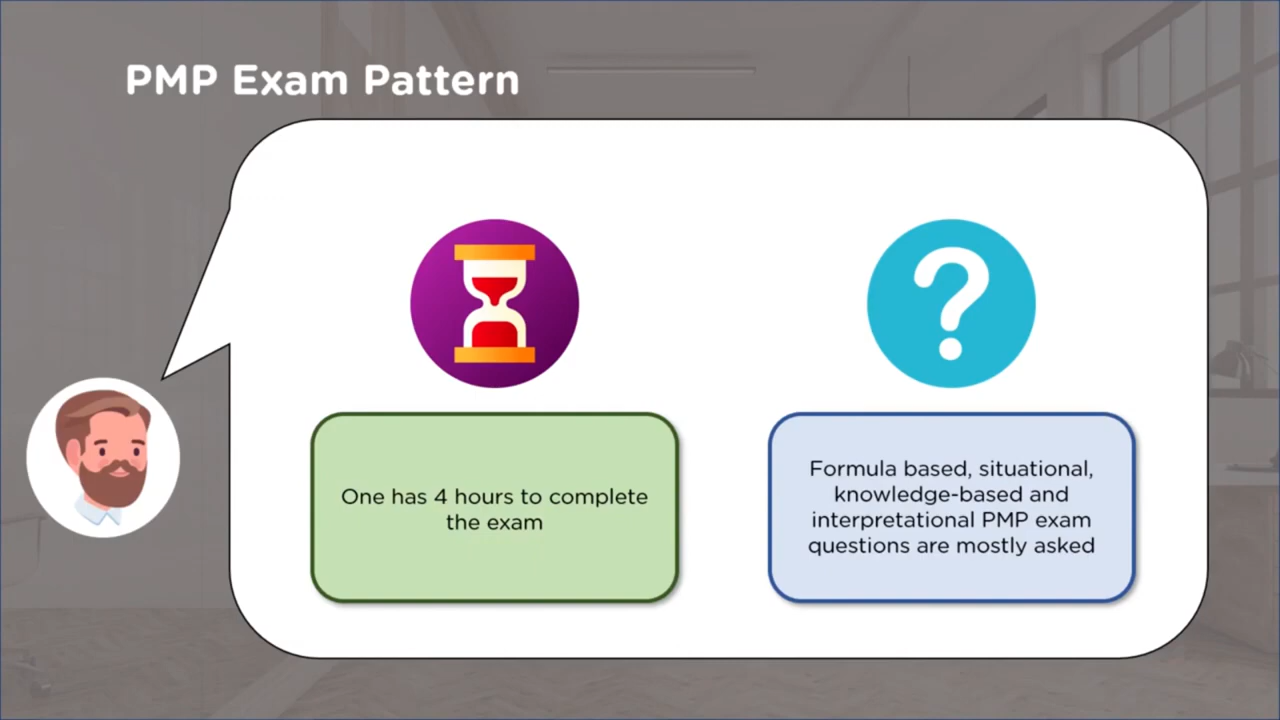 PMP Exam Pattern
One has 4 hours to complete
the exam
Formula based, situational,
knowledge-based and
interpretational PMP exam
questions are mostly asked